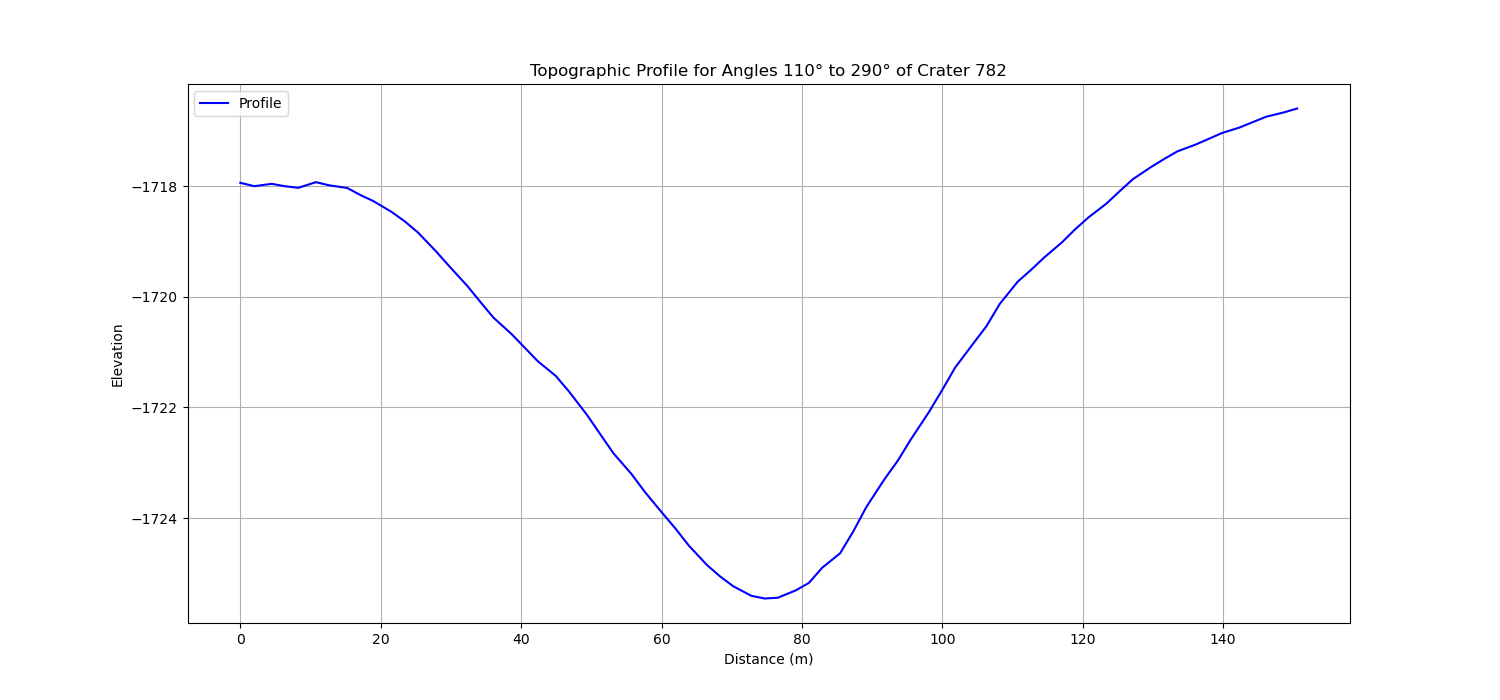 Topographic Profile for Angles 110° to 290° of Crater 782
Profile
−1718
−1720
−1722
−1724
Elevation
0 20 40 60 80 100 120 140
Distance (m)